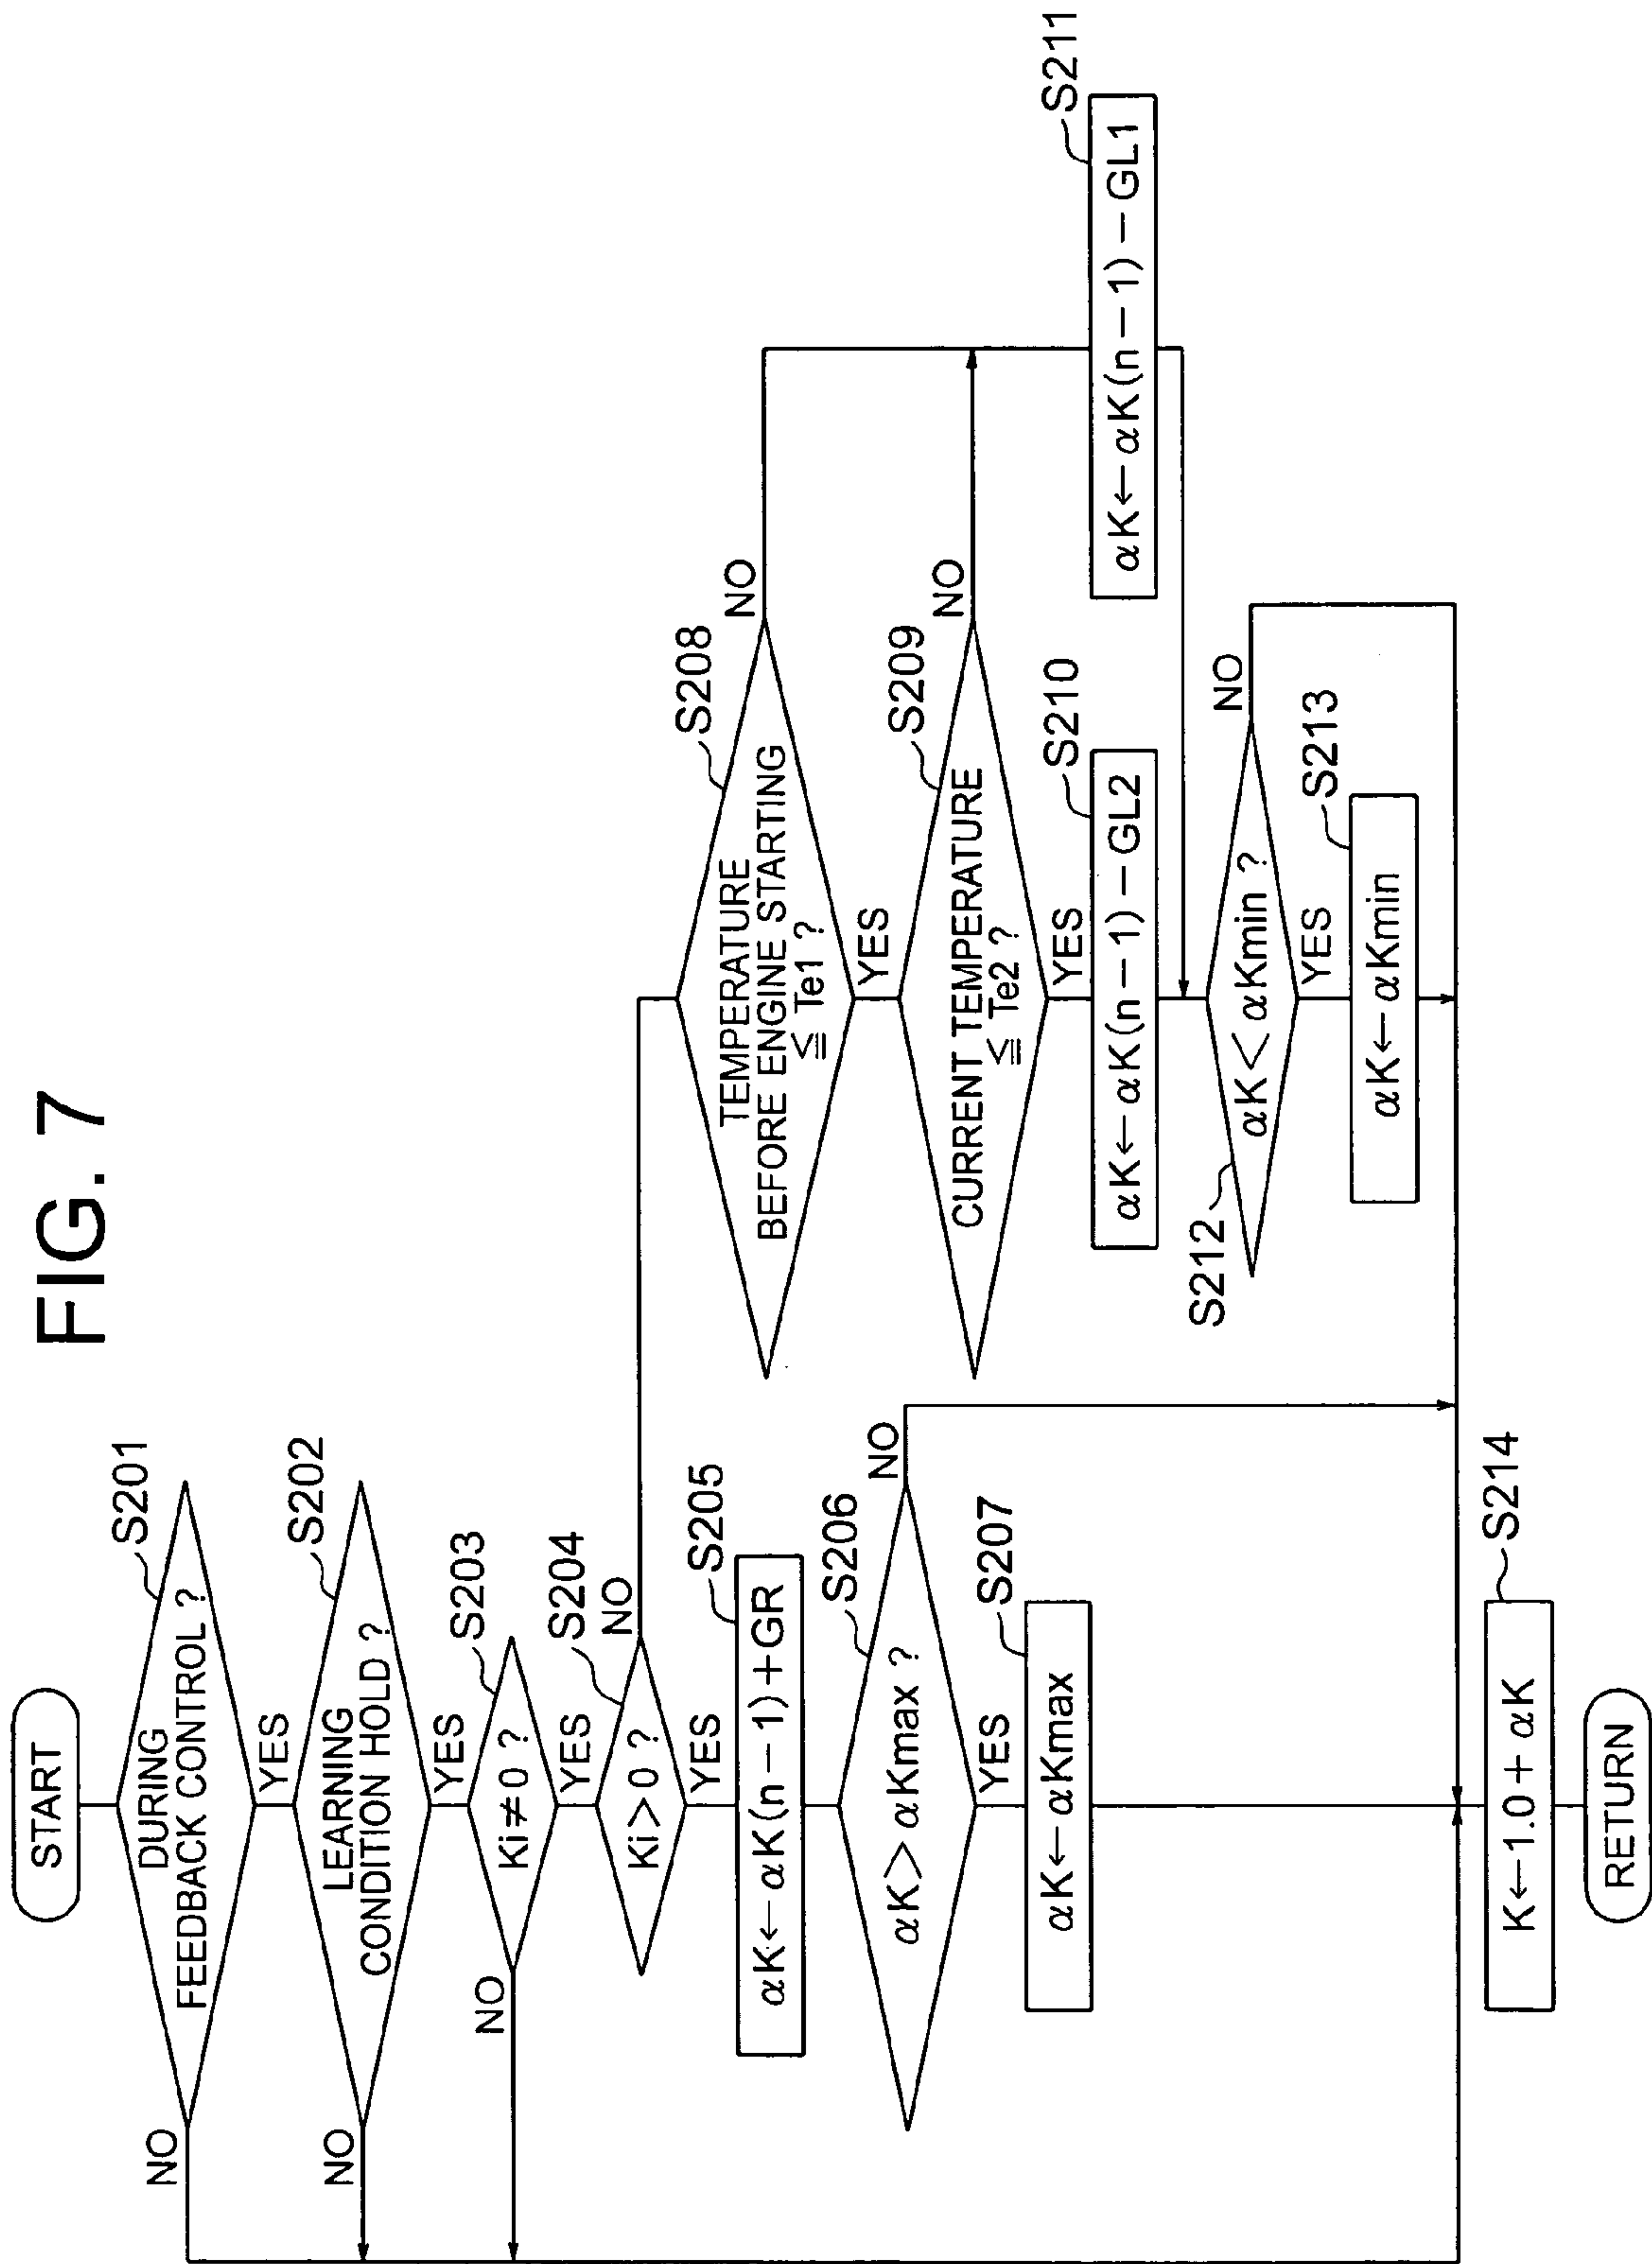 FIG. 7
START
S201
DURING
FEEDBACK CONTROL ?
NO
YES
S202
LEARNING
CONDITION HOLD ?
NO
YES
S203
Ki≠0 ?
NO
YES
S204
Ki>0 ?
NO
YES
S205
αK←αK(n−1)+GR
S206
αK>αKmax ?
NO
YES
S207
αK←αKmax
S208
TEMPERATURE
BEFORE ENGINE STARTING
≦ Te1 ?
NO
YES
S209
CURRENT TEMPERATURE
≦ Te2 ?
NO
YES
S210
αK←αK(n−1)−GL2
S211
αK←αK(n−1)−GL1
S212
αK<αKmin ?
NO
YES
S213
αK←αKmin
S214
K←1.0+αK
RETURN